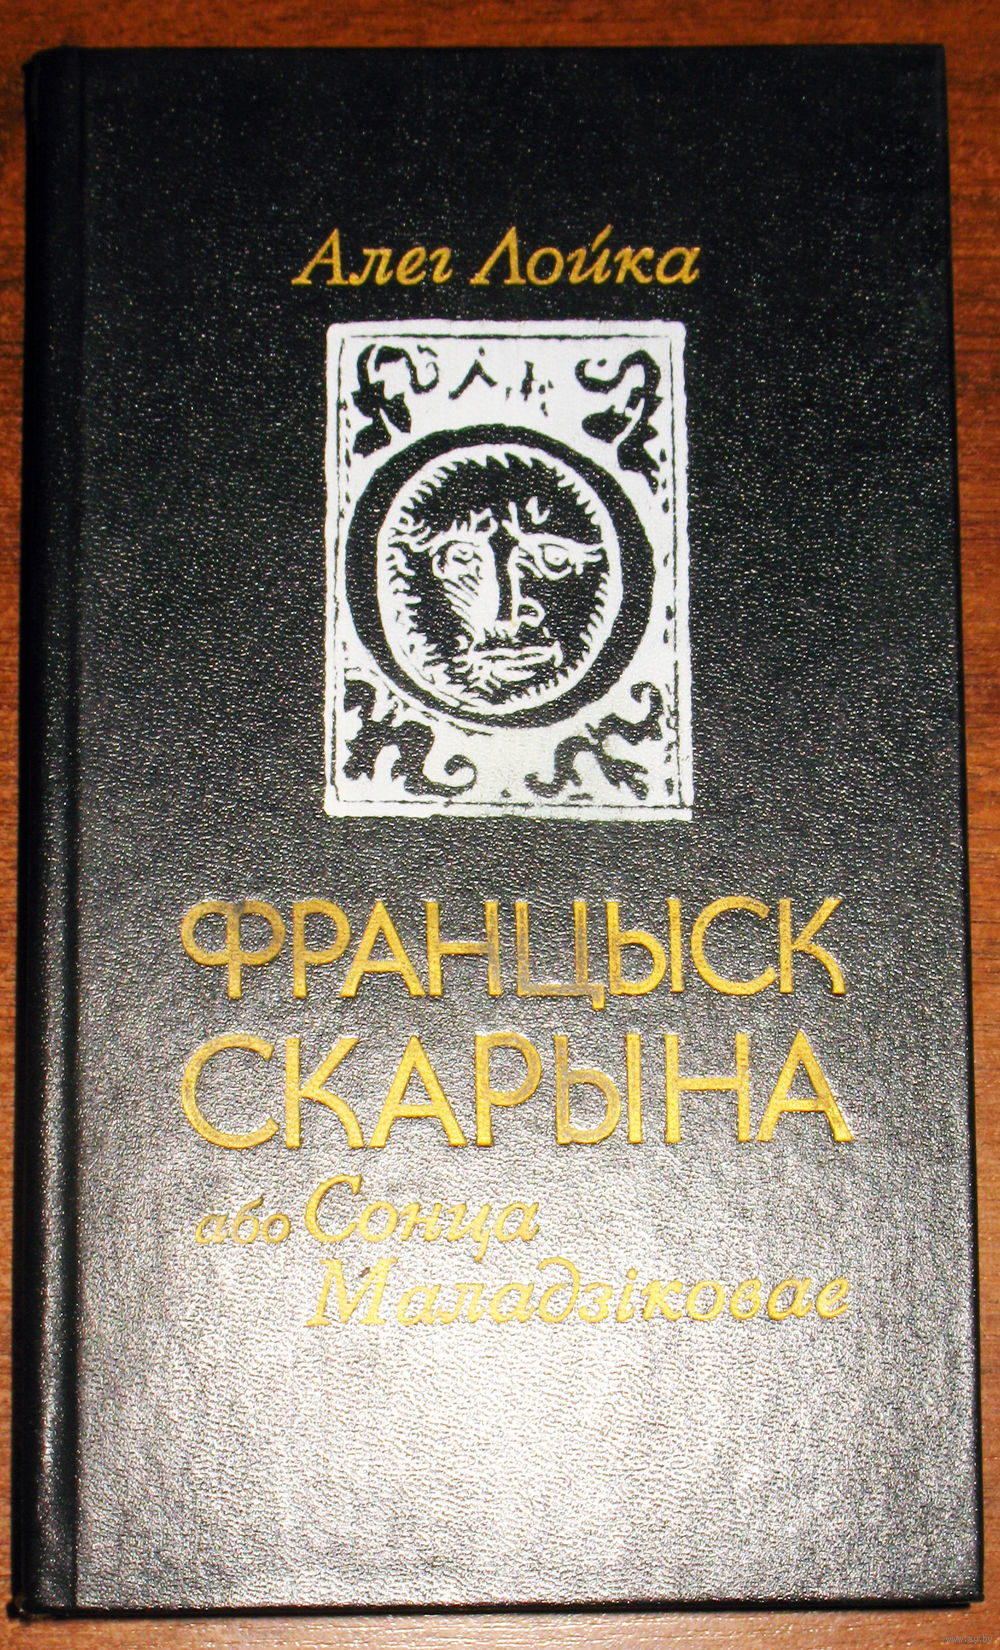 Алег Лойка
ФРАНЦЫСК
СКАРЫНА
або Сонца
Маладзіковае